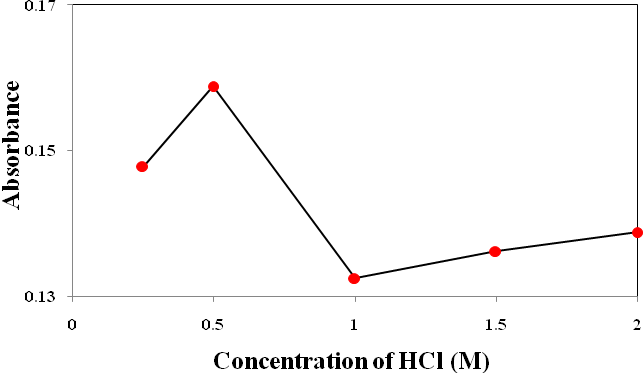 0.17
0.15
0.13
Absorbance
0 0.5 1 1.5 2
Concentration of HCl (M)